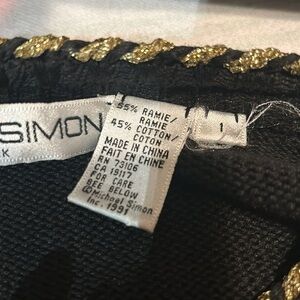 SIMON
K
55% RAMIE/
RAMIE
45% COTTON/
COTON
MADE IN CHINA
FAIT EN CHINE
RN 73106
CA 19117
FOR CARE
SEE BELOW
©Michael Simon
Inc. 1991
1